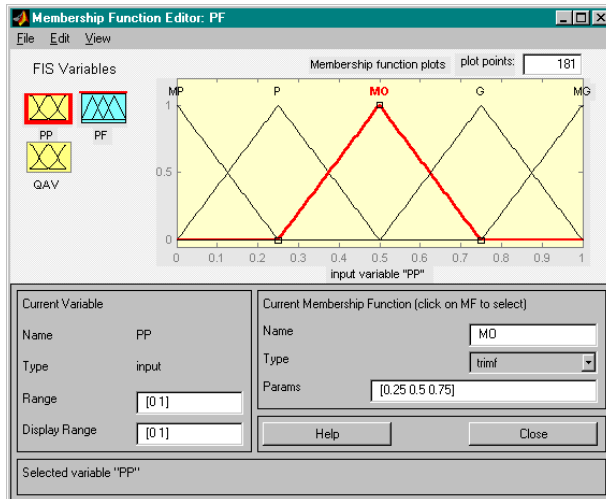 Membership Function Editor: PF
File Edit View
FIS Variables
Membership function plots plot points: 181
PP PF
QAV
MP P MO G MG
1
0.5
0
0 0.1 0.2 0.3 0.4 0.5 0.6 0.7 0.8 0.9 1
input variable "PP"
Current Variable
Name PP
Type input
Range [0 1]
Display Range [0 1]
Current Membership Function (click on MF to select)
Name MO
Type trimf
Params [0.25 0.5 0.75]
Help Close
Selected variable "PP"